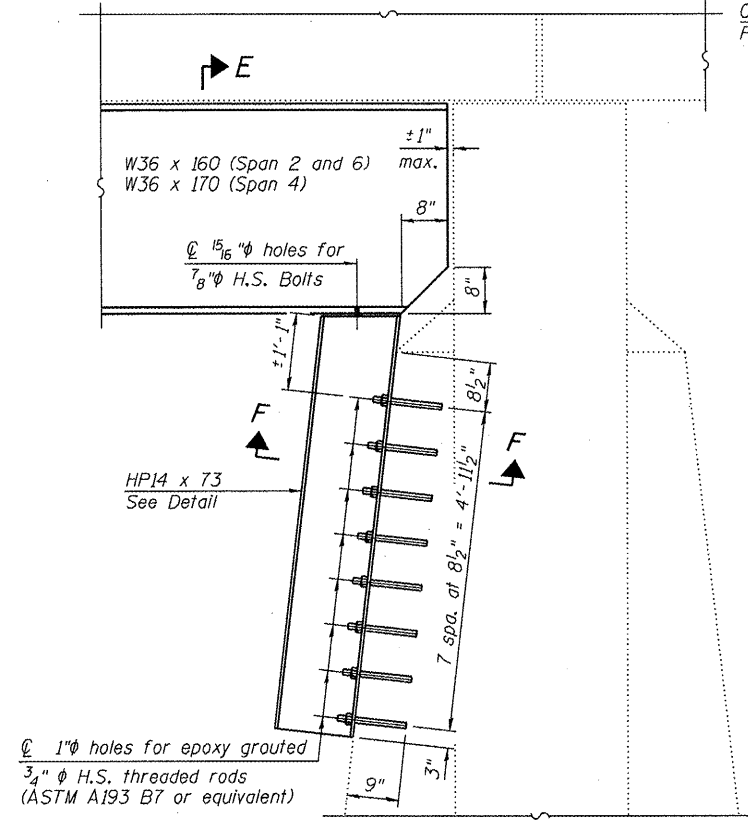 E
±1"
max.
W36 x 160 (Span 2 and 6)
W36 x 170 (Span 4)
8"
℄ 15/16"φ holes for
7/8"φ H.S. Bolts
8"
±1'-1"
8½"
F
F
HP14 x 73
See Detail
7 spa. at 8½" = 4'-11½"
℄ 1"φ holes for epoxy grouted
3/4" φ H.S. threaded rods
(ASTM A193 B7 or equivalent)
9"
3"